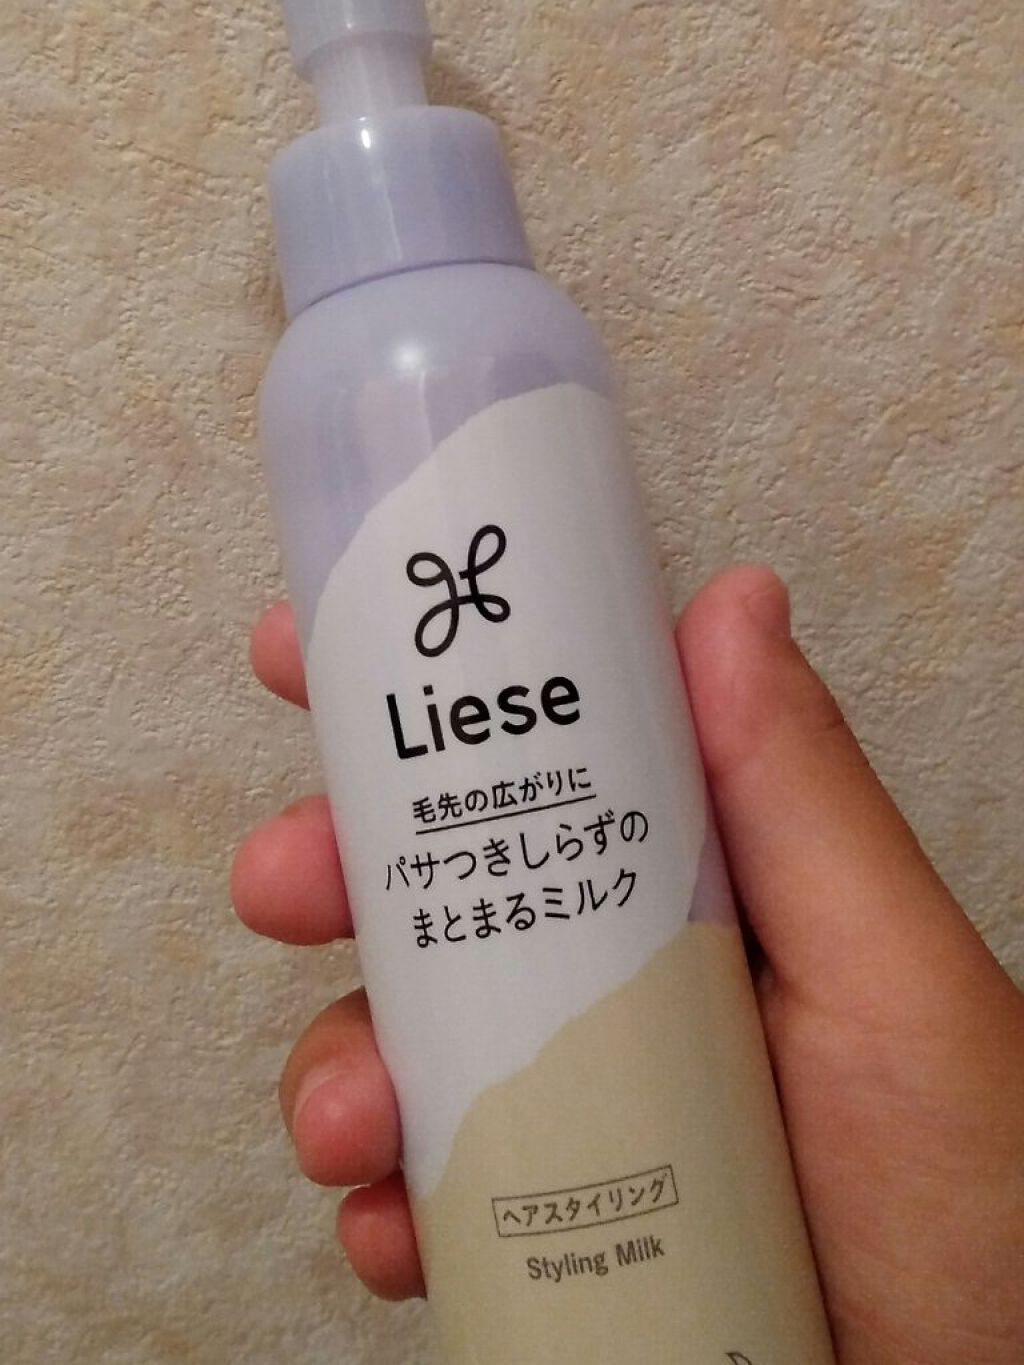 Liese
毛先の広がりに
パサつきしらずの
まとまるミルク
ヘアスタイリング
Styling Milk